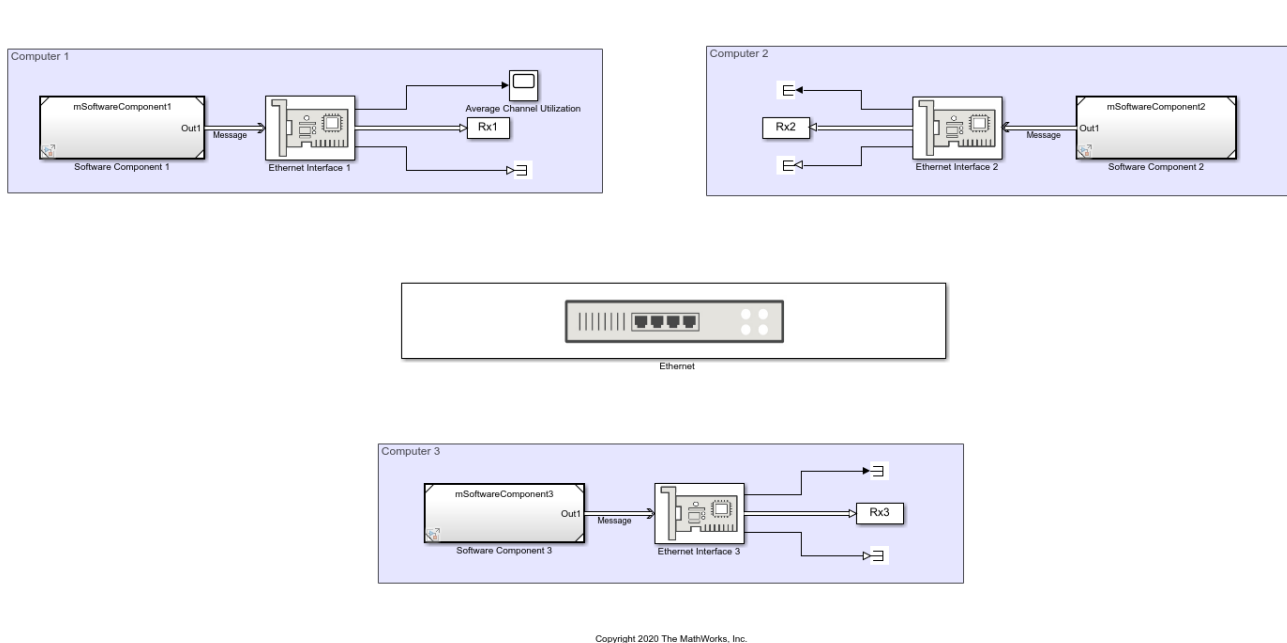 Computer 1
mSoftwareComponent1
Out1
Message
Software Component 1
Ethernet Interface 1
Average Channel Utilization
Rx1
Computer 2
Rx2
Ethernet Interface 2
Message
mSoftwareComponent2
Out1
Software Component 2
Ethernet
Computer 3
mSoftwareComponent3
Out1
Message
Software Component 3
Ethernet Interface 3
Rx3
Copyright 2020 The MathWorks, Inc.